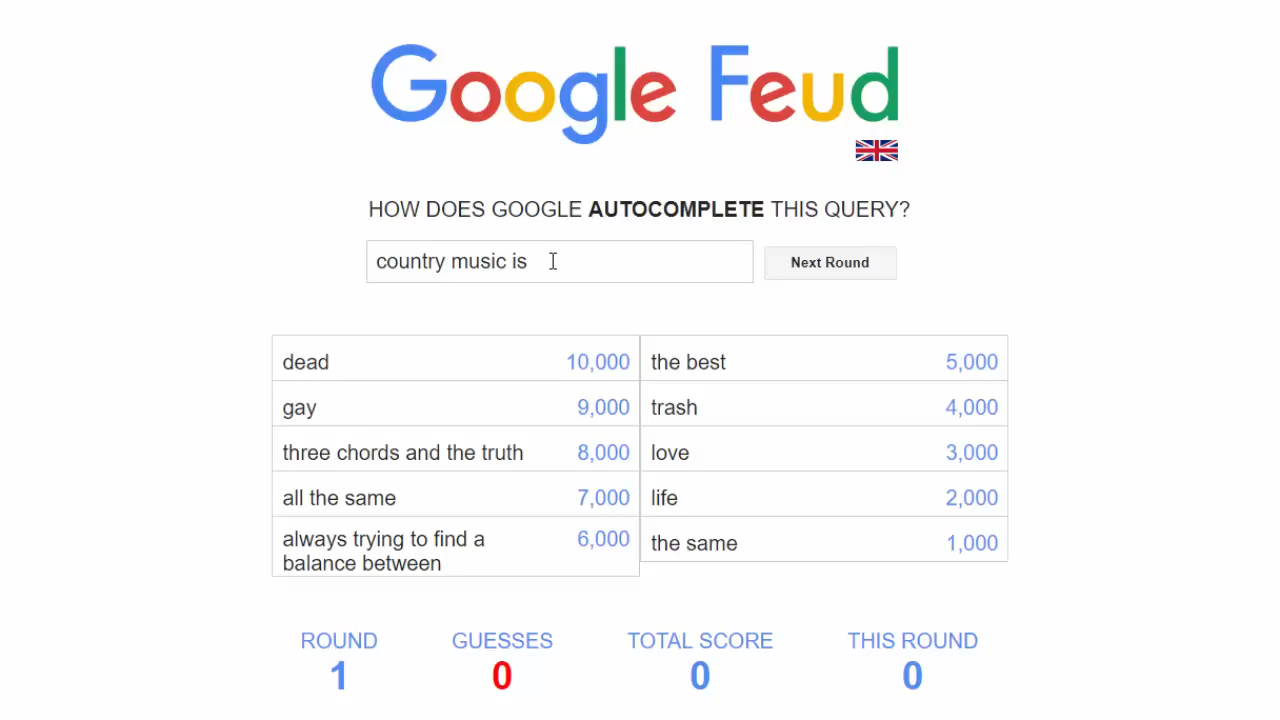 Google Feud
HOW DOES GOOGLE AUTOCOMPLETE THIS QUERY?
country music is
Next Round
dead 10,000
gay 9,000
three chords and the truth 8,000
all the same 7,000
always trying to find a 6,000
balance between
the best 5,000
trash 4,000
love 3,000
life 2,000
the same 1,000
ROUND GUESSES TOTAL SCORE THIS ROUND
1 0 0 0